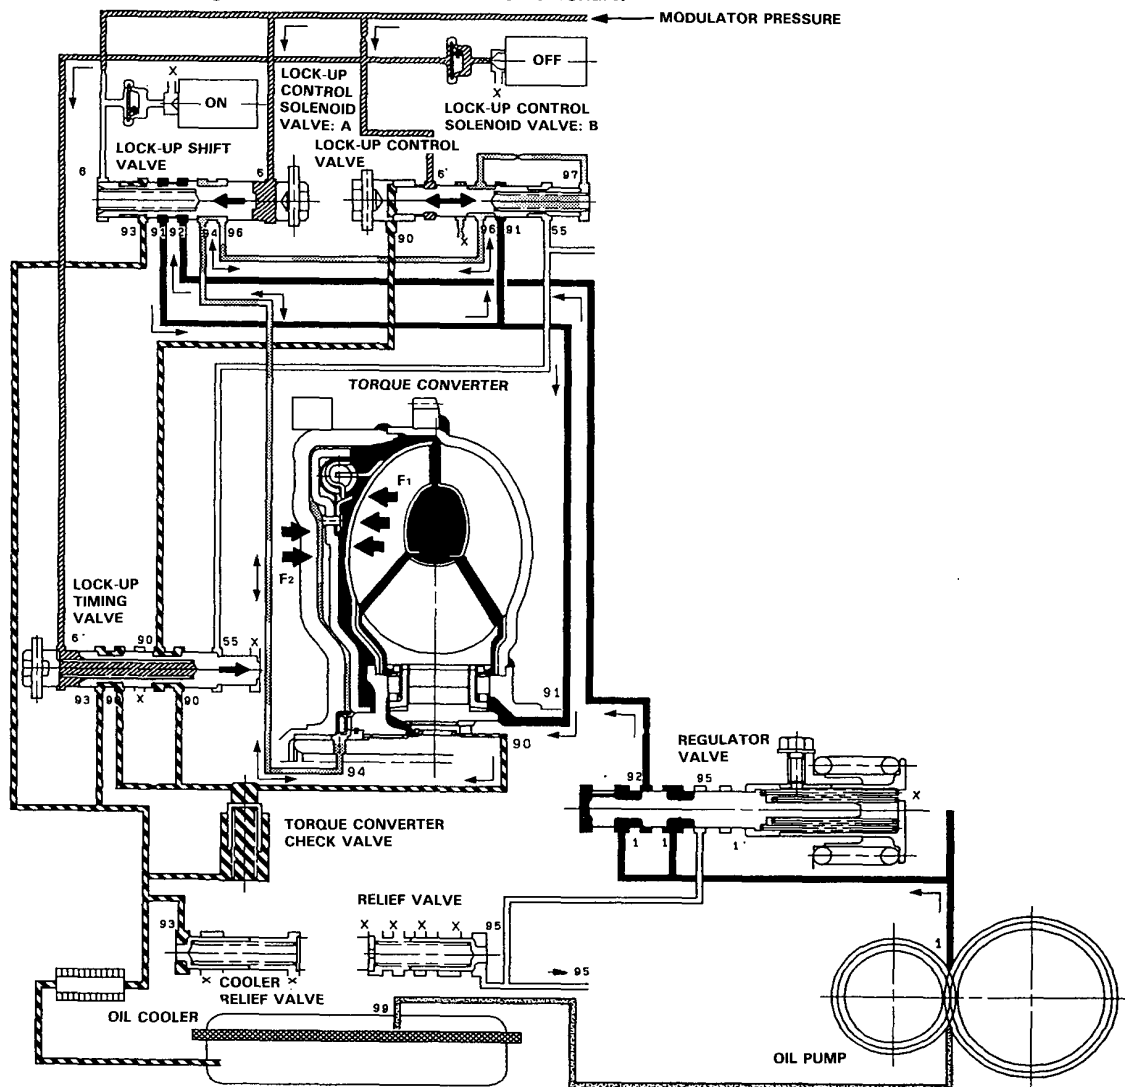 MODULATOR PRESSURE
OFF
ON
X
X
LOCK-UP
CONTROL
SOLENOID
VALVE: A
LOCK-UP CONTROL
SOLENOID VALVE: B
LOCK-UP SHIFT
VALVE
LOCK-UP CONTROL
VALVE
6
6'
97
93
91
92
94
96
90
X
96
91
55
TORQUE CONVERTER
F1
F2
LOCK-UP
TIMING
VALVE
6'
90
55
X
93
X
90
91
90
94
REGULATOR
VALVE
92
95
X
1
1
1'
TORQUE CONVERTER
CHECK VALVE
RELIEF VALVE
X X X X
95
93
95
1
X
COOLER
X
RELIEF VALVE
OIL COOLER
99
OIL PUMP